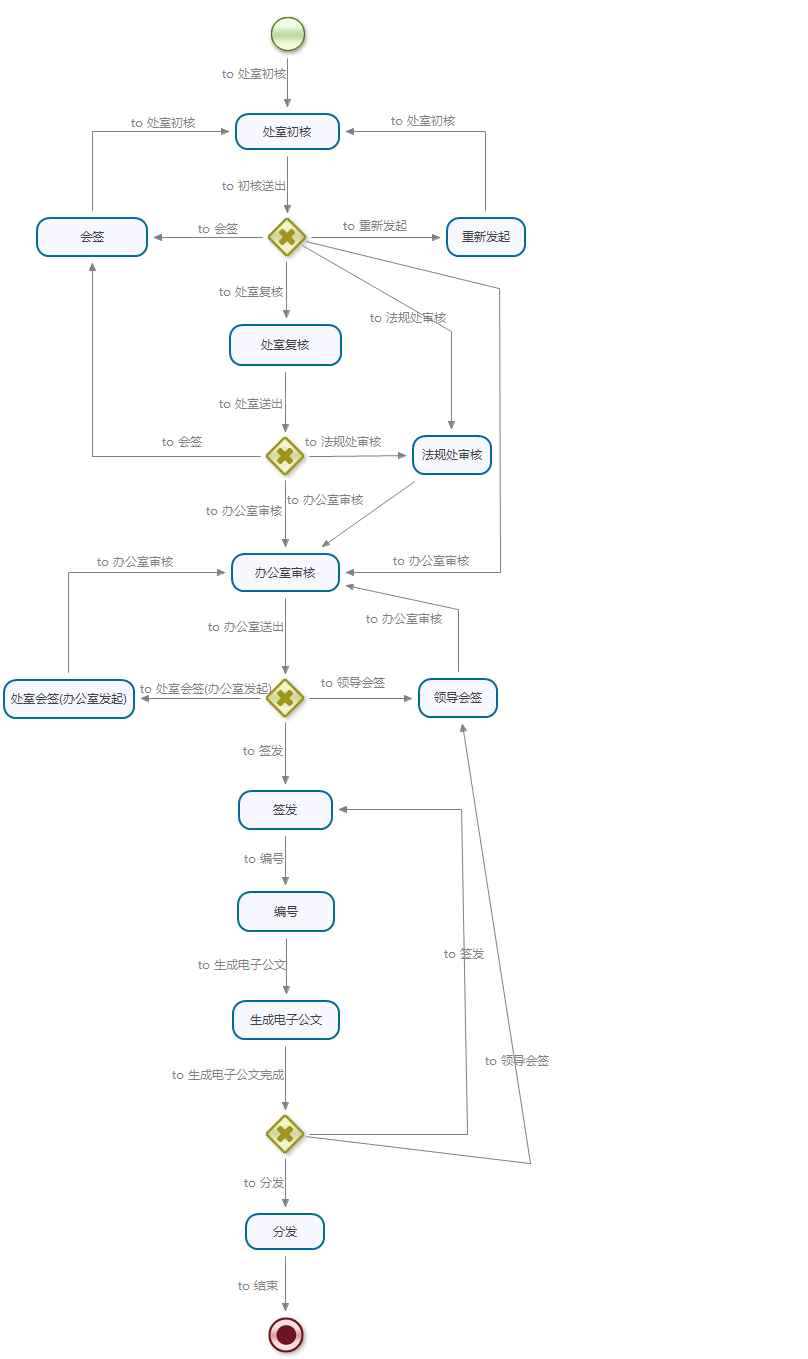 to 处室初核
to 处室初核
to 处室初核
处室初核
to 初核送出
会签
to 会签
to 重新发起
重新发起
to 处室复核
to 法规处审核
处室复核
to 处室送出
to 会签
to 法规处审核
法规处审核
to 办公室审核
to 办公室审核
to 办公室审核
to 办公室审核
办公室审核
to 办公室送出
to 办公室审核
处室会签(办公室发起)
to 处室会签(办公室发起)
to 领导会签
领导会签
to 签发
签发
to 编号
编号
to 签发
to 生成电子公文
生成电子公文
to 领导会签
to 生成电子公文完成
to 分发
分发
to 结束